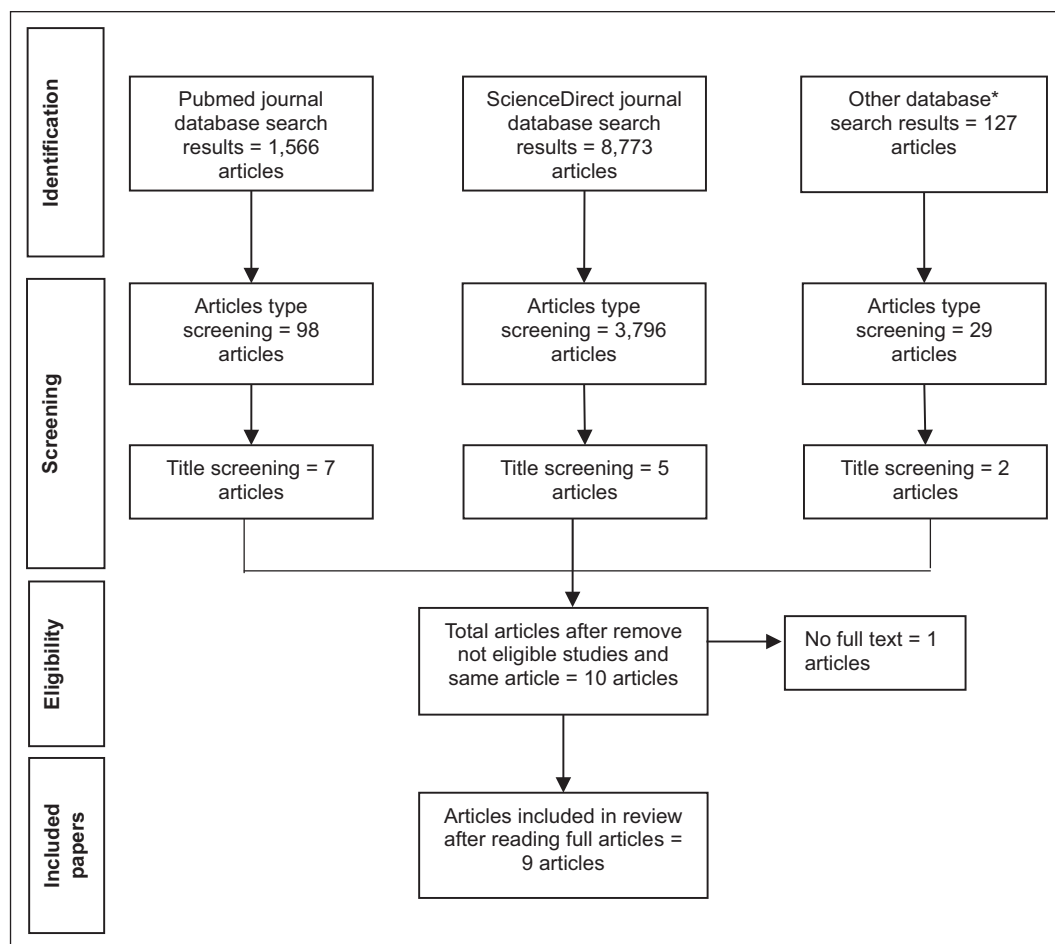 Identification
Pubmed journal
database search
results = 1,566
articles
ScienceDirect journal
database search
results = 8,773
articles
Other database*
search results = 127
articles
Screening
Articles type
screening = 98
articles
Articles type
screening = 3,796
articles
Articles type
screening = 29
articles
Title screening = 7
articles
Title screening = 5
articles
Title screening = 2
articles
Eligibility
Total articles after remove
not eligible studies and
same article = 10 articles
No full text = 1
articles
Included
papers
Articles included in review
after reading full articles =
9 articles